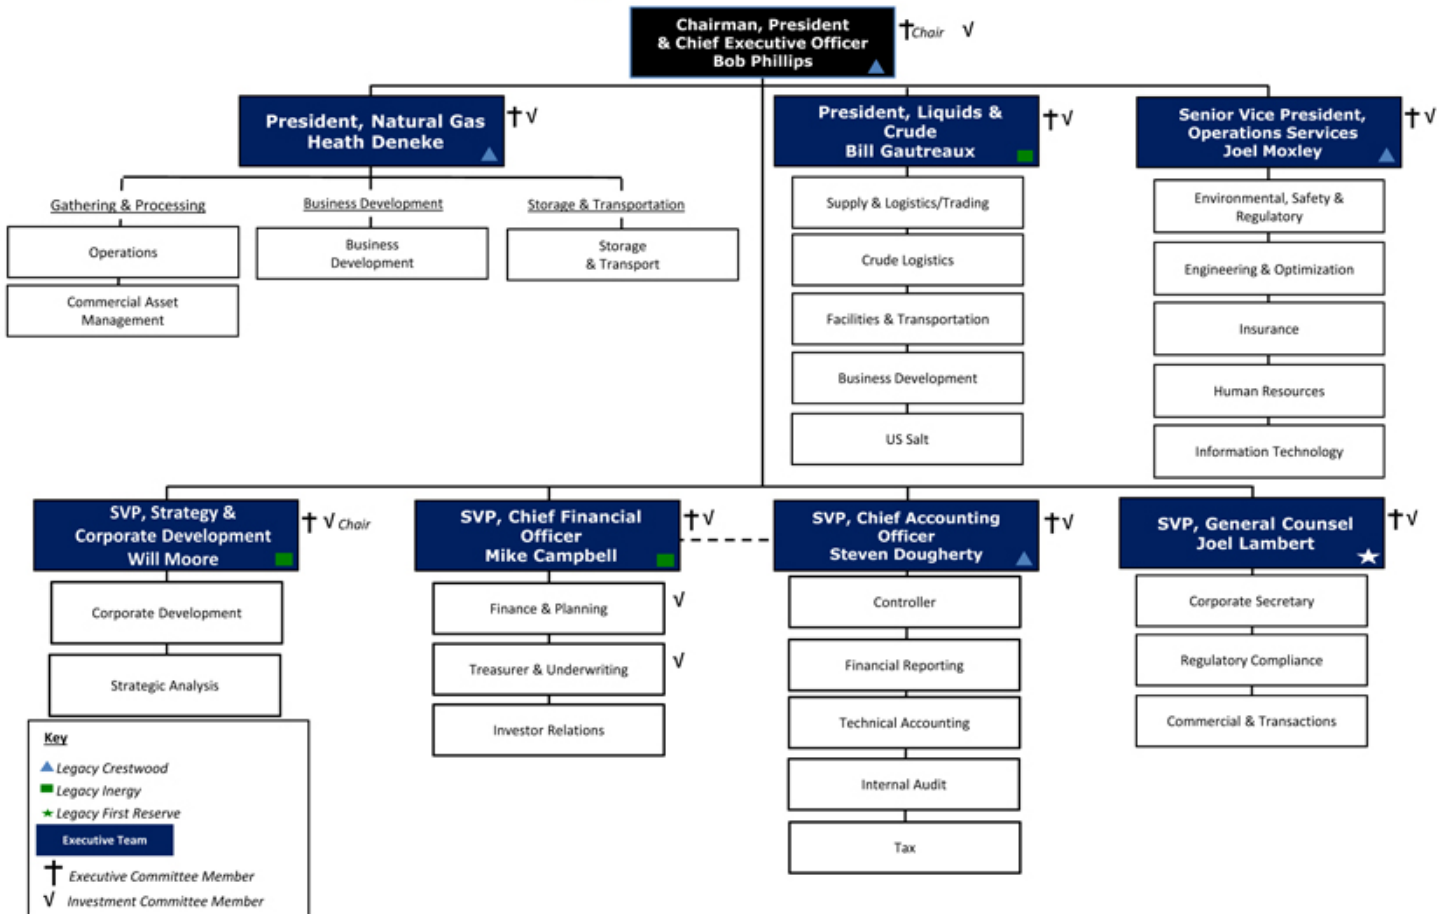 Chairman, President
& Chief Executive Officer
Bob Phillips
†Chair √
President, Natural Gas
Heath Deneke
†√
President, Liquids &
Crude
Bill Gautreaux
†√
Senior Vice President,
Operations Services
Joel Moxley
†√
Gathering & Processing
Operations
Commercial Asset
Management
Business Development
Business
Development
Storage & Transportation
Storage
& Transport
Supply & Logistics/Trading
Crude Logistics
Facilities & Transportation
Business Development
US Salt
Environmental, Safety &
Regulatory
Engineering & Optimization
Insurance
Human Resources
Information Technology
SVP, Strategy &
Corporate Development
Will Moore
† √ Chair
Corporate Development
Strategic Analysis
SVP, Chief Financial
Officer
Mike Campbell
†√
Finance & Planning
√
Treasurer & Underwriting
√
Investor Relations
SVP, Chief Accounting
Officer
Steven Dougherty
†√
Controller
Financial Reporting
Technical Accounting
Internal Audit
Tax
SVP, General Counsel
Joel Lambert
†√
Corporate Secretary
Regulatory Compliance
Commercial & Transactions
Key
Legacy Crestwood
Legacy Inergy
Legacy First Reserve
Executive Team
† Executive Committee Member
√ Investment Committee Member